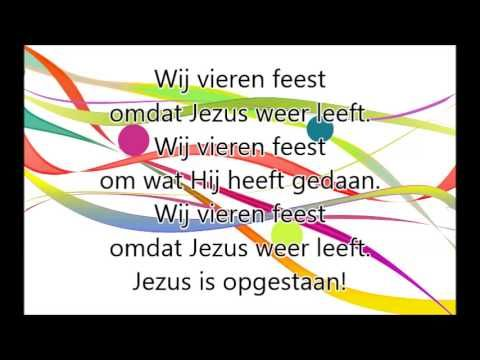 Wij vieren feest
omdat Jezus weer leeft.
Wij vieren feest
om wat Hij heeft gedaan.
Wij vieren feest
omdat Jezus weer leeft.
Jezus is opgestaan!